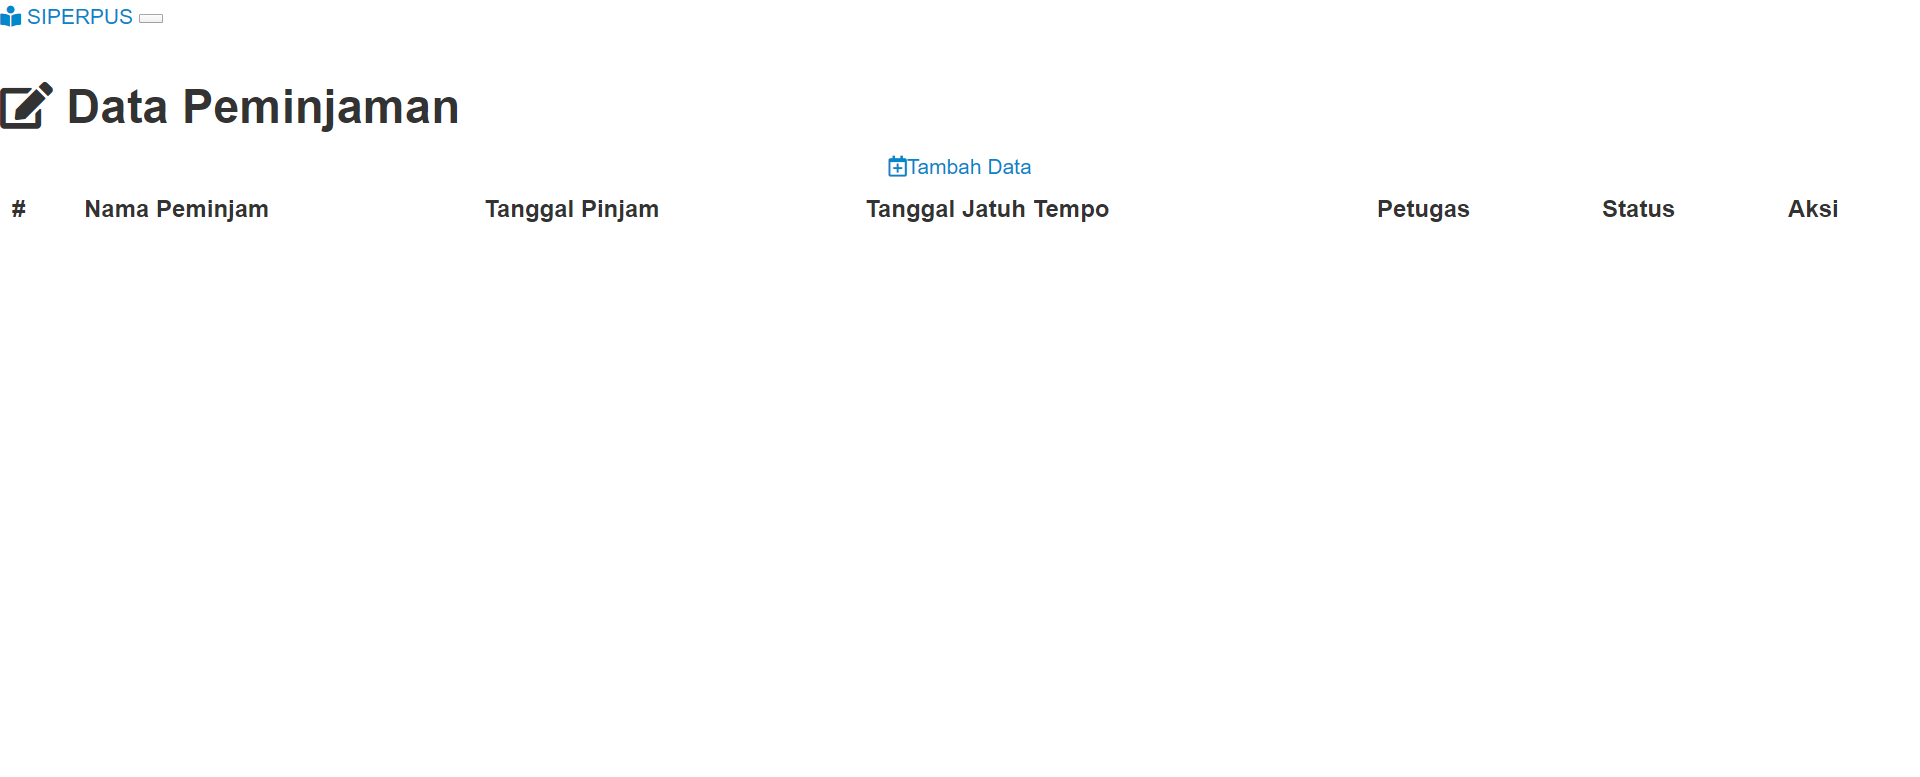 SIPERPUS
Data Peminjaman
Tambah Data
# Nama Peminjam Tanggal Pinjam Tanggal Jatuh Tempo Petugas Status Aksi